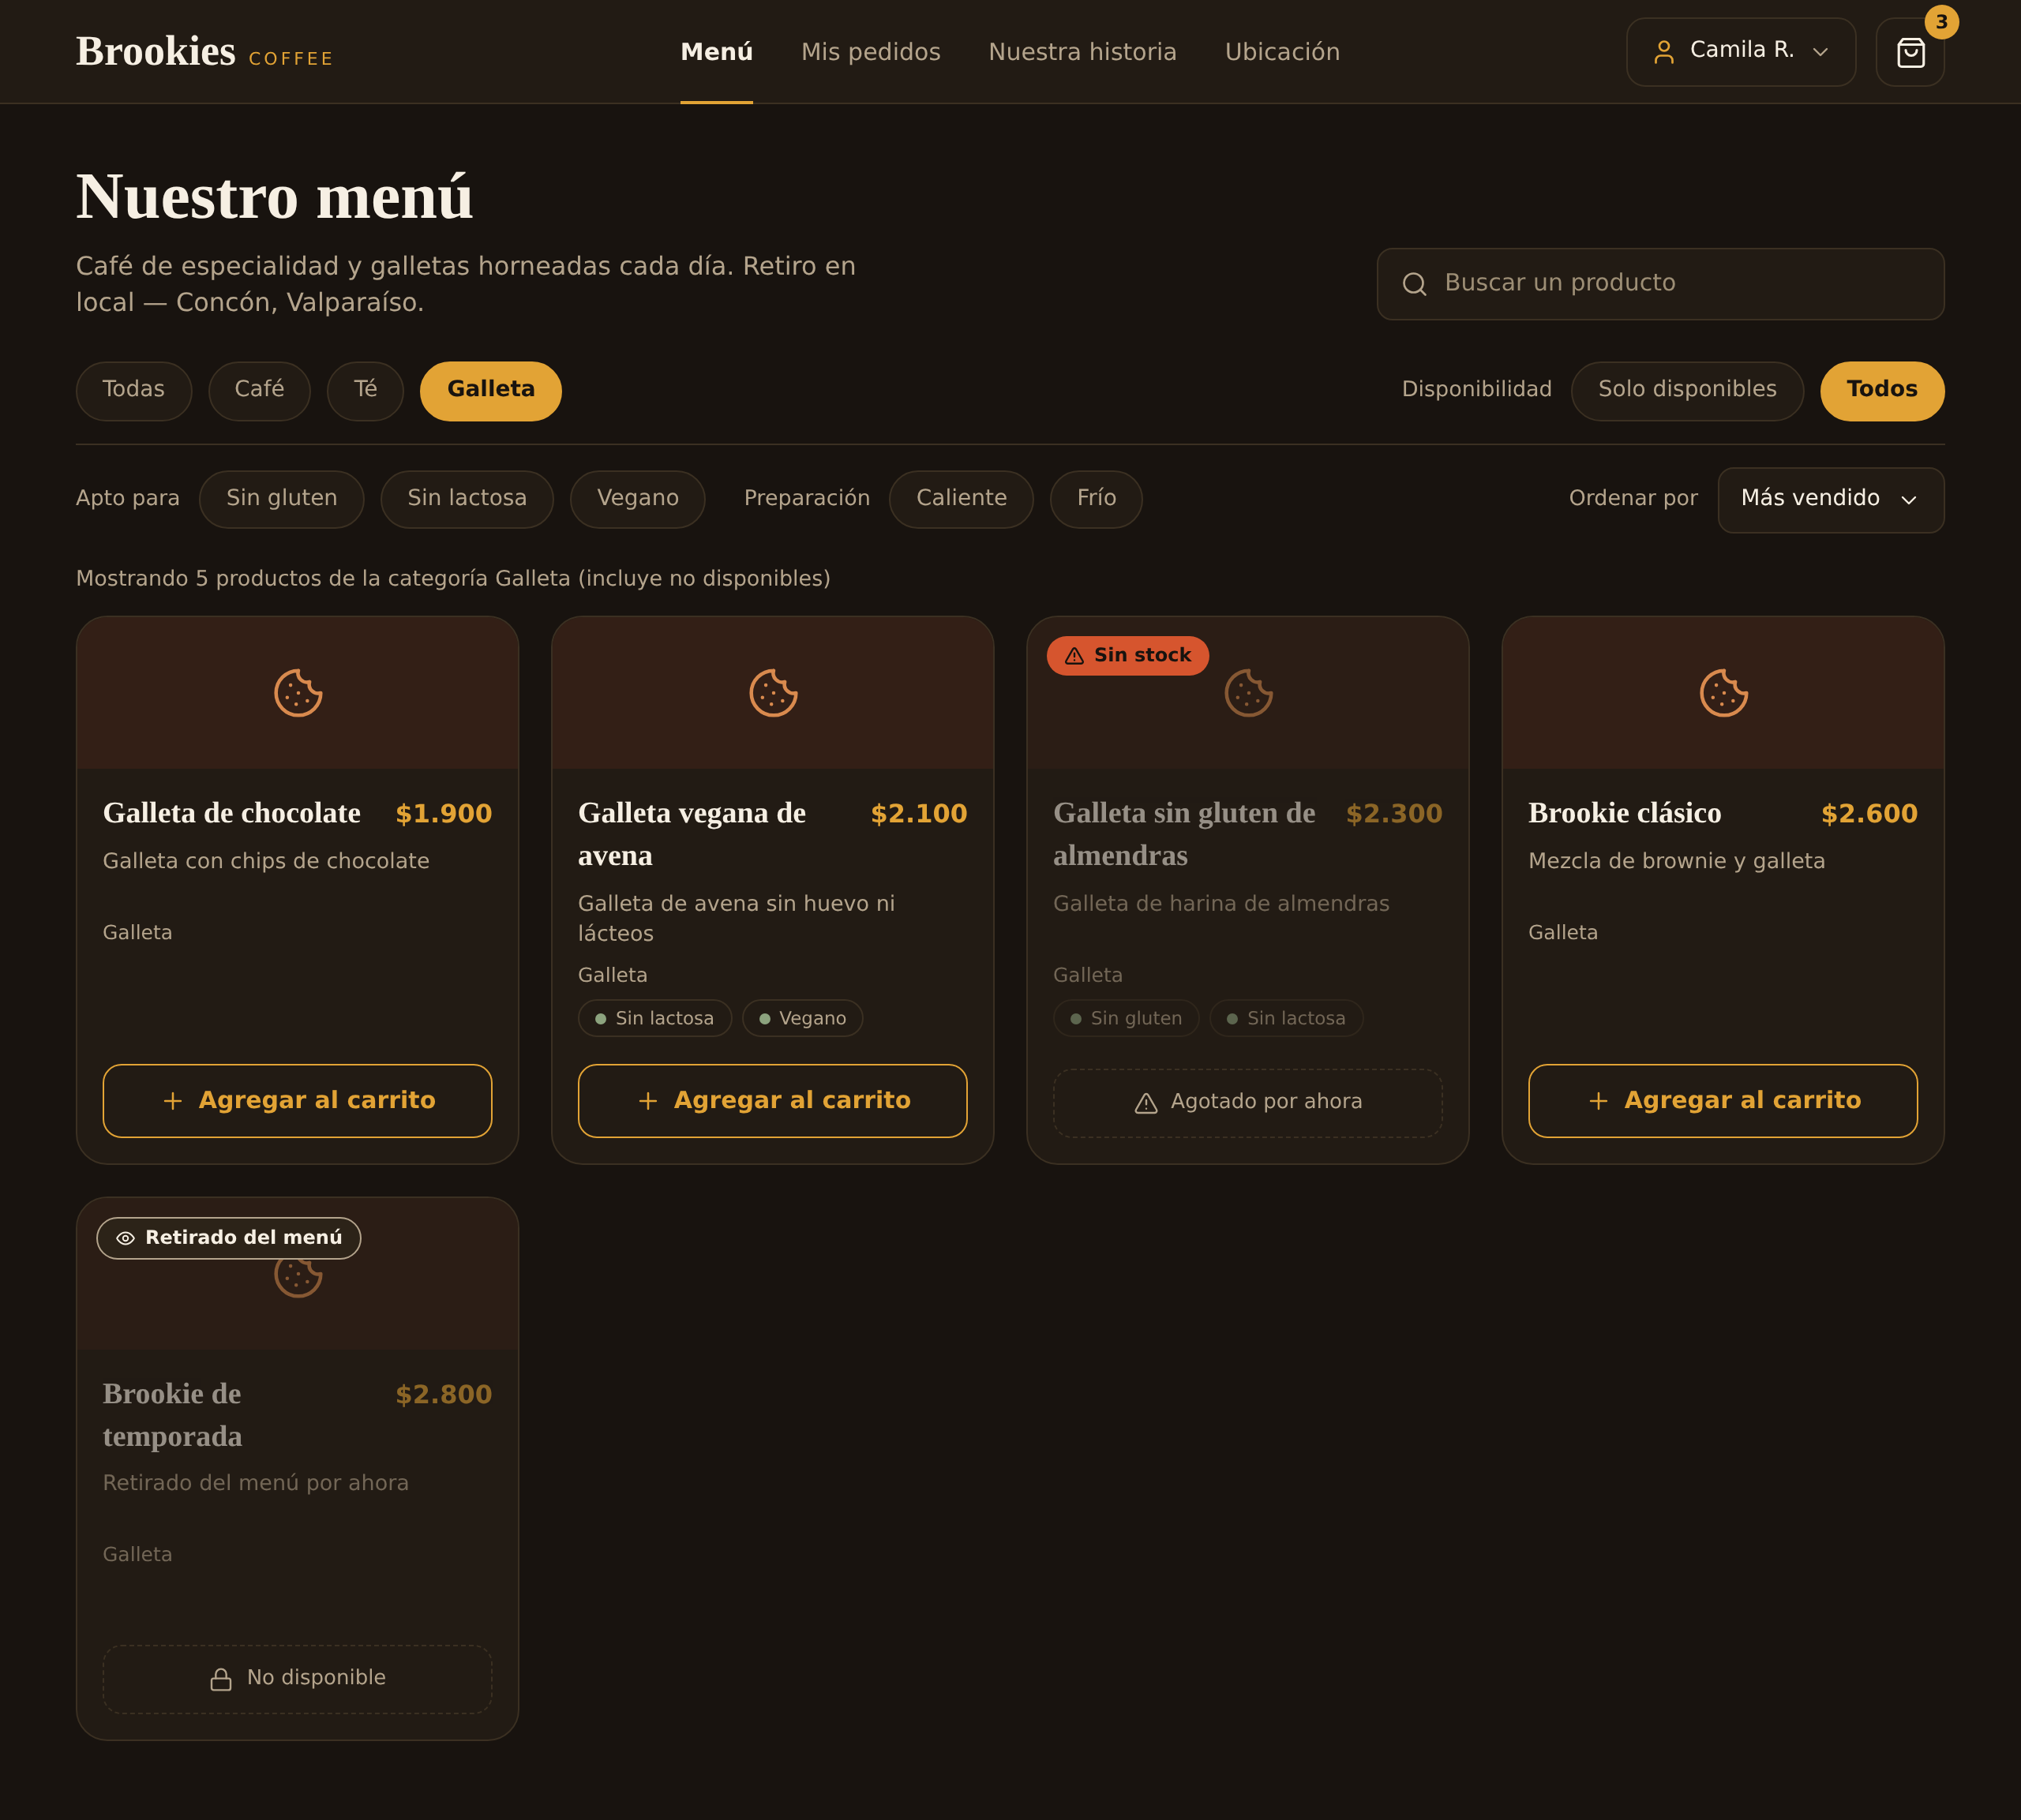 Brookies COFFEE
Menú
Mis pedidos
Nuestra historia
Ubicación
Camila R.
3
Nuestro menú
Café de especialidad y galletas horneadas cada día. Retiro en
local — Concón, Valparaíso.
Buscar un producto
Todas
Café
Té
Galleta
Disponibilidad
Solo disponibles
Todos
Apto para
Sin gluten
Sin lactosa
Vegano
Preparación
Caliente
Frío
Ordenar por
Más vendido
Mostrando 5 productos de la categoría Galleta (incluye no disponibles)
Galleta de chocolate
$1.900
Galleta con chips de chocolate
Galleta
Agregar al carrito
Galleta vegana de
avena
$2.100
Galleta de avena sin huevo ni
lácteos
Galleta
Sin lactosa
Vegano
Agregar al carrito
Sin stock
Galleta sin gluten de
almendras
$2.300
Galleta de harina de almendras
Galleta
Sin gluten
Sin lactosa
Agotado por ahora
Brookie clásico
$2.600
Mezcla de brownie y galleta
Galleta
Agregar al carrito
Retirado del menú
Brookie de
temporada
$2.800
Retirado del menú por ahora
Galleta
No disponible